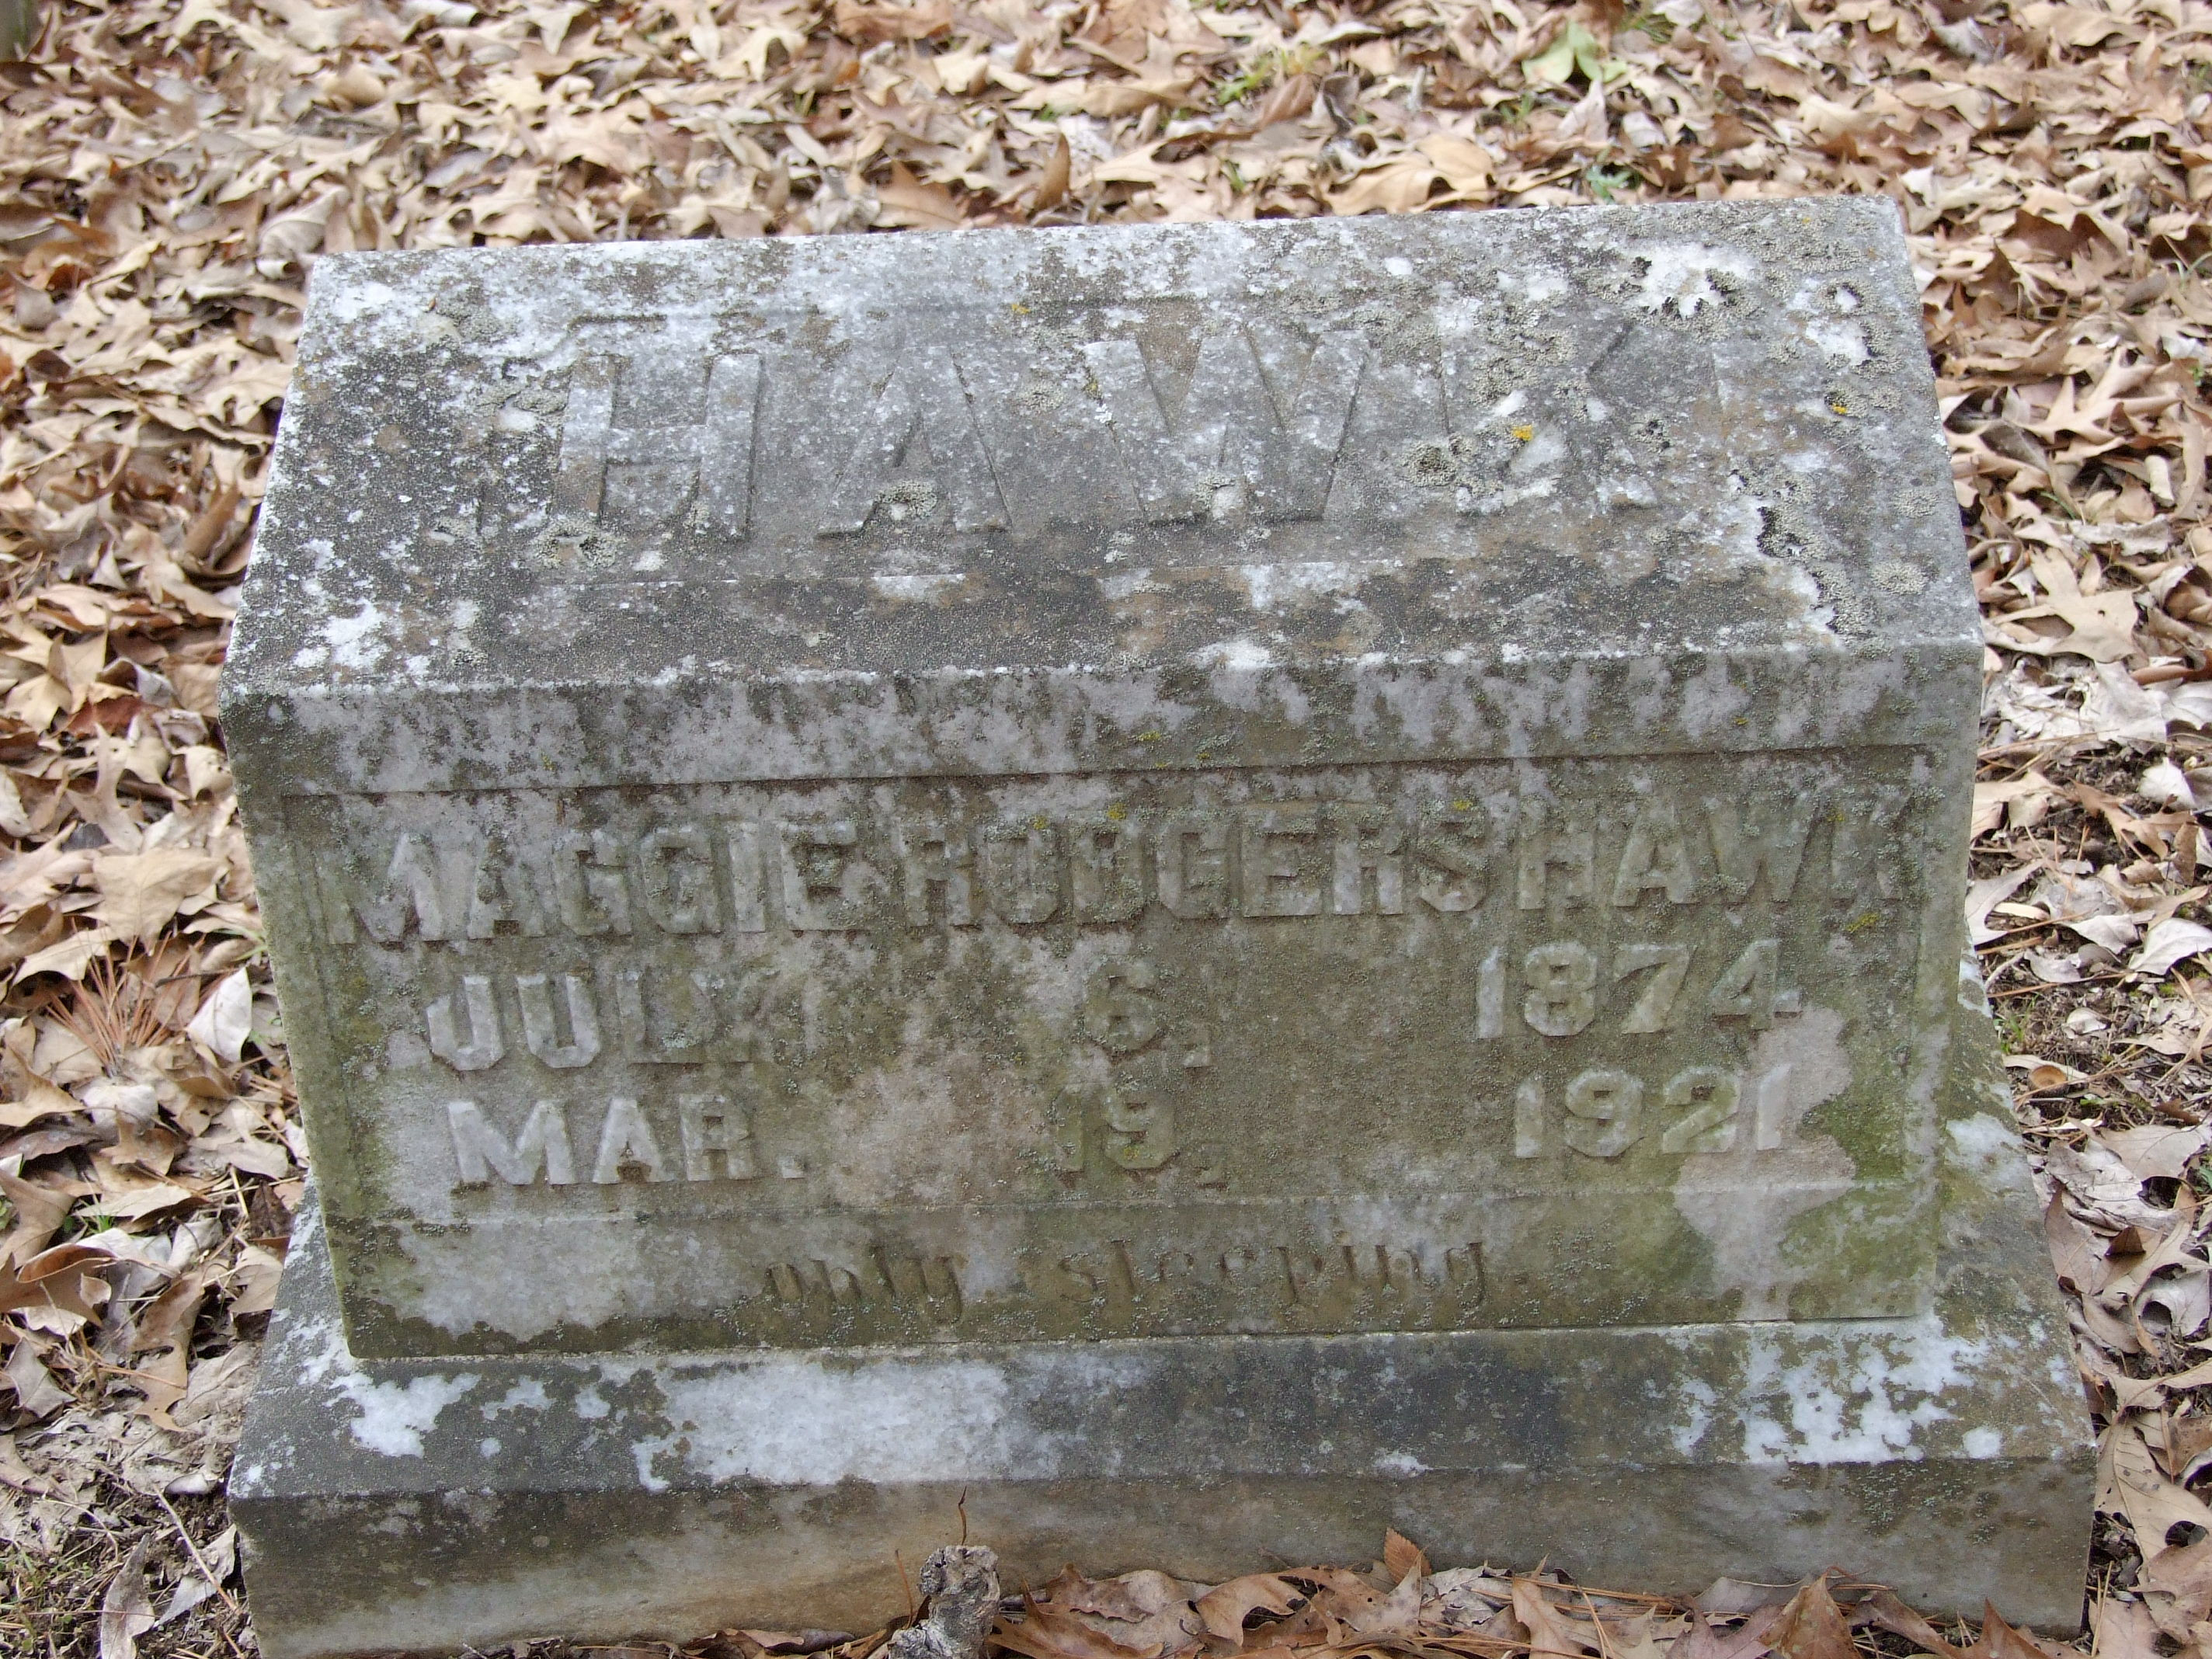 HAWK
MAGGIE RODGERS HAWK
JULY 6, 1874.
MAR. 19, 1921
only sleeping.